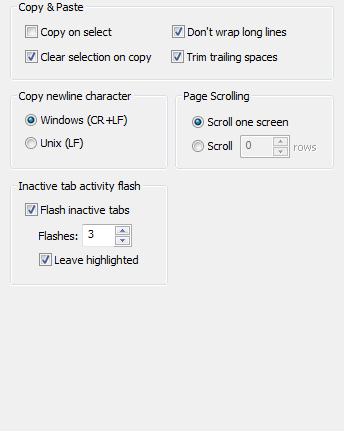 Copy & Paste
Copy on select
Don't wrap long lines
Clear selection on copy
Trim trailing spaces
Copy newline character
Windows (CR+LF)
Unix (LF)
Page Scrolling
Scroll one screen
Scroll 0 rows
Inactive tab activity flash
Flash inactive tabs
Flashes: 3
Leave highlighted